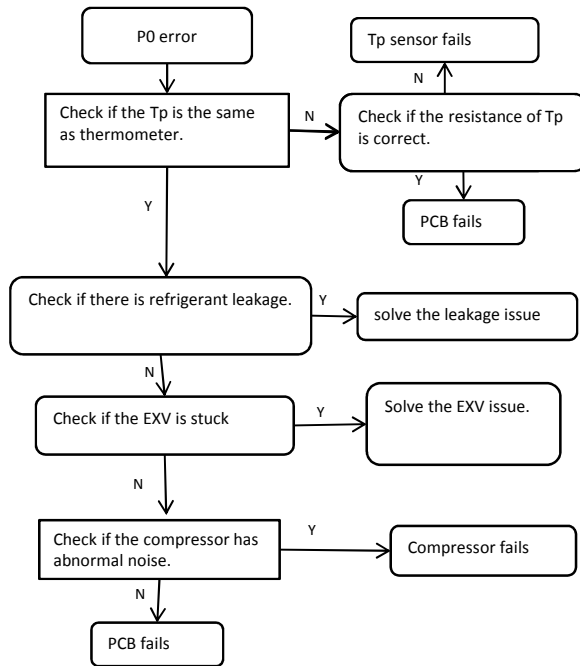 P0 error
Tp sensor fails
N
Check if the Tp is the same
as thermometer.
N
Check if the resistance of Tp
is correct.
Y
Y
PCB fails
Check if there is refrigerant leakage.
Y
solve the leakage issue
N
Check if the EXV is stuck
Y
Solve the EXV issue.
N
Check if the compressor has
abnormal noise.
Y
Compressor fails
N
PCB fails